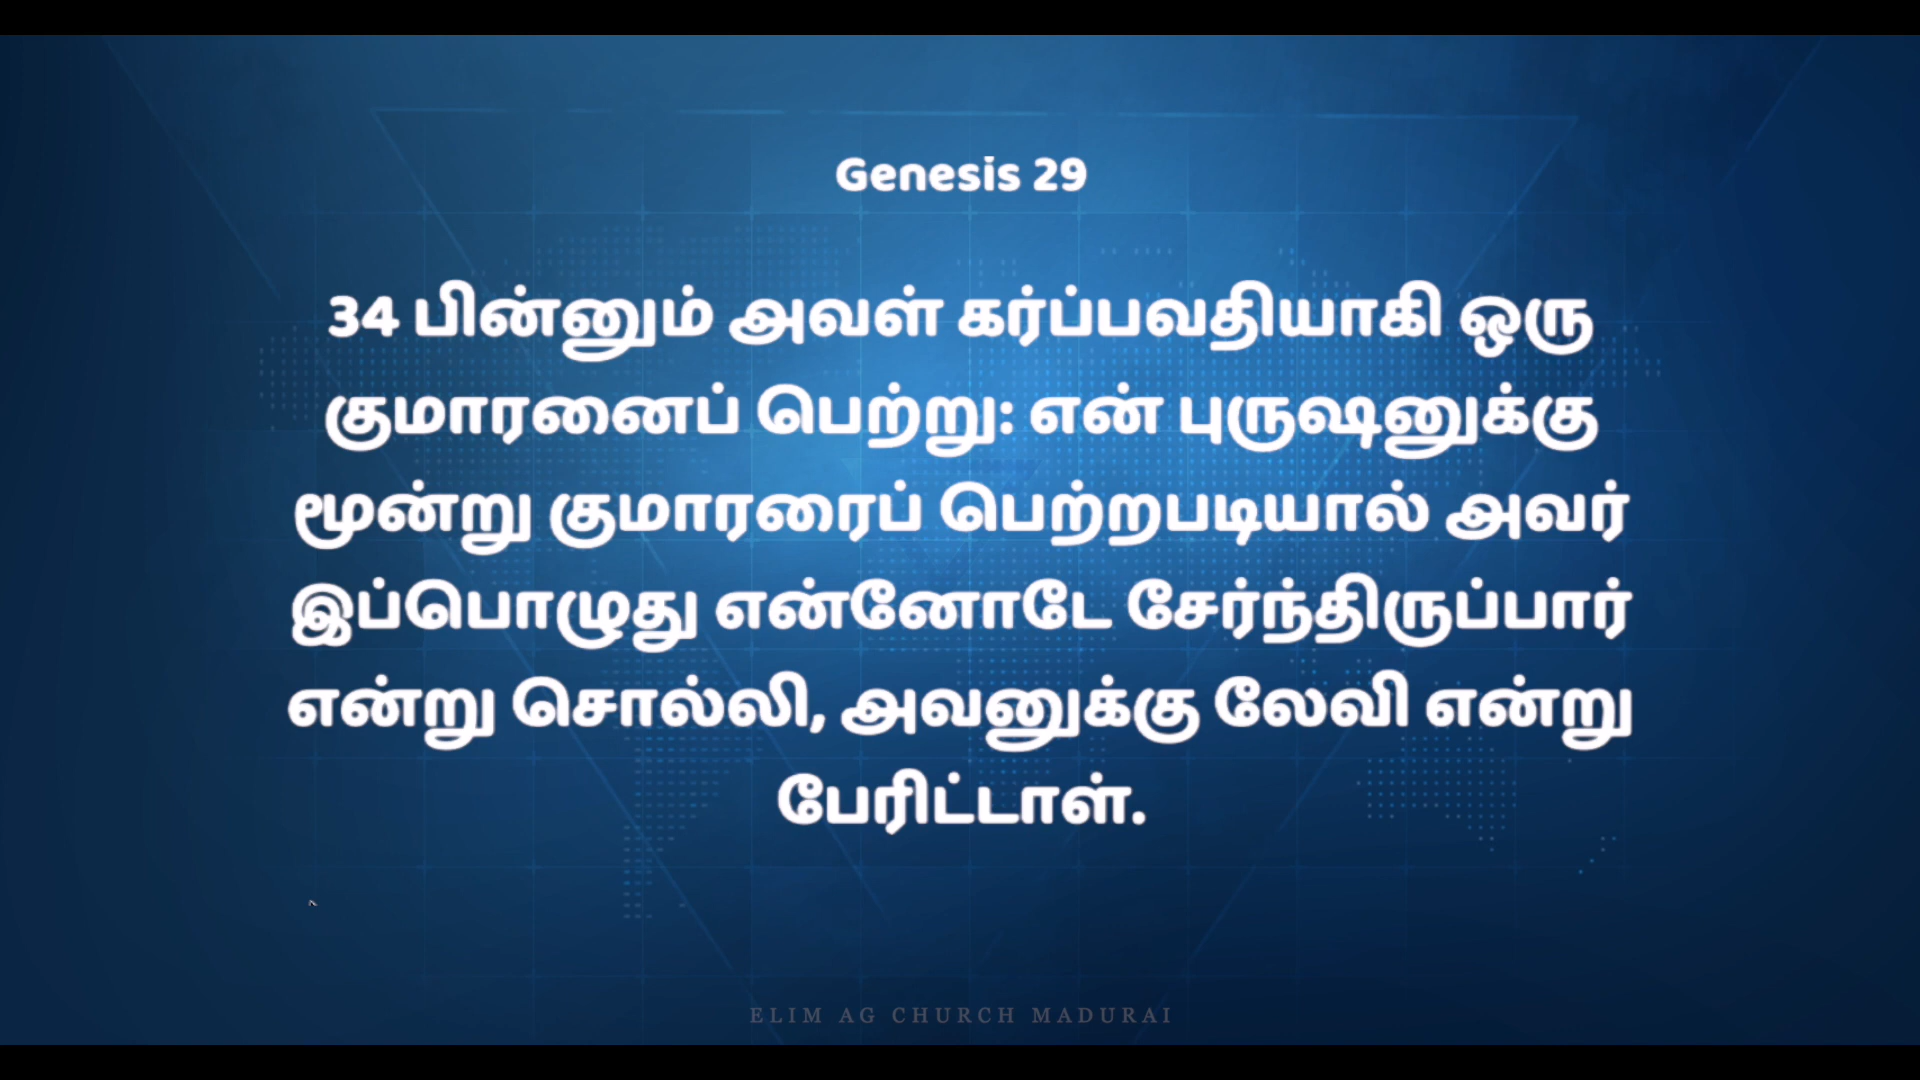 Genesis 29
34 பின்னும் அவள் கர்ப்பவதியாகி ஒரு
குமாரனைப் பெற்று: என் புருஷனுக்கு
மூன்று குமாரரைப் பெற்றபடியால் அவர்
இப்பொழுது என்னோடே சேர்ந்திருப்பார்
என்று சொல்லி, அவனுக்கு லேவி என்று
பேரிட்டாள்.
ELIM AG CHURCH MADURAI